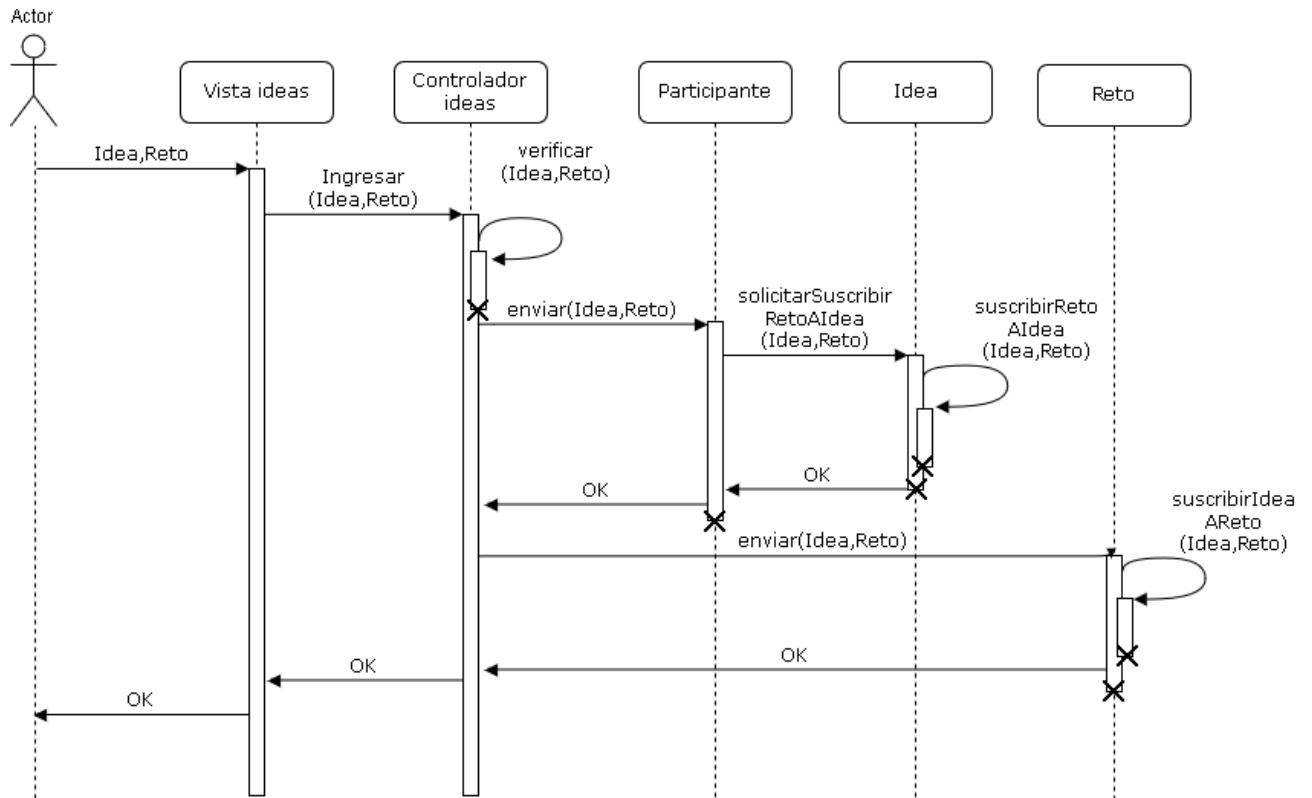 Actor
Vista ideas
Controlador
ideas
Participante
Idea
Reto
Idea,Reto
Ingresar
(Idea,Reto)
verificar
(Idea,Reto)
enviar(Idea,Reto)
solicitarSuscribir
RetoAIdea
(Idea,Reto)
suscribirReto
AIdea
(Idea,Reto)
OK
OK
enviar(Idea,Reto)
suscribirIdea
AReto
(Idea,Reto)
OK
OK
OK